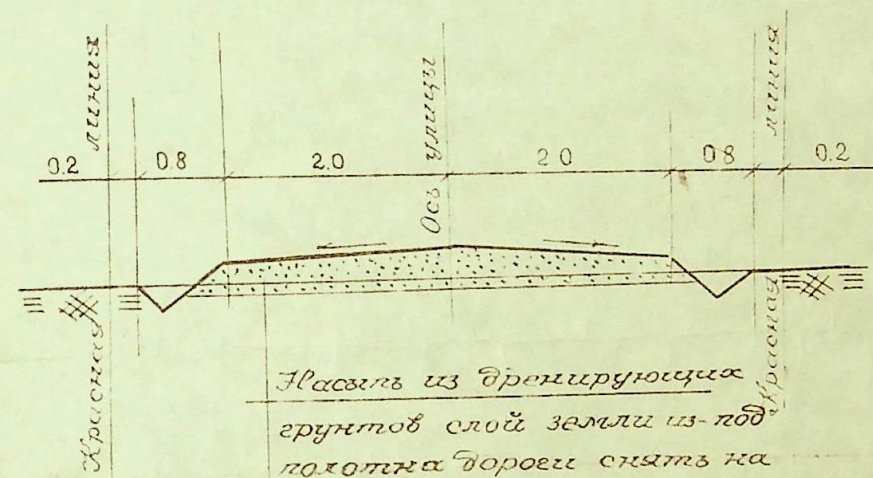 Красная линия
Ось улицы
Красная линия
0.2 0.8 2.0 2 0 0.8 0.2
Насыпь из дренирующих
грунтов слой земли из-под
полотна дороги снять на